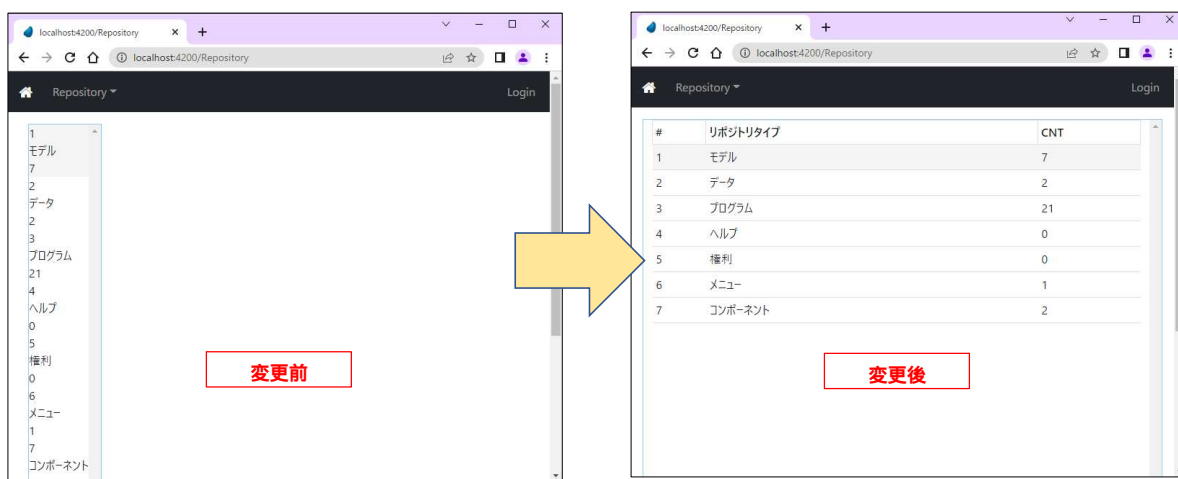 localhost:4200/Repository
localhost:4200/Repository
Repository
Login
1
モデル
7
2
データ
2
3
プログラム
21
4
ヘルプ
0
5
権利
0
6
メニュー
1
7
コンポーネント
変更前
localhost:4200/Repository
localhost:4200/Repository
Repository
Login
# リポジトリタイプ CNT
1 モデル 7
2 データ 2
3 プログラム 21
4 ヘルプ 0
5 権利 0
6 メニュー 1
7 コンポーネント 2
変更後